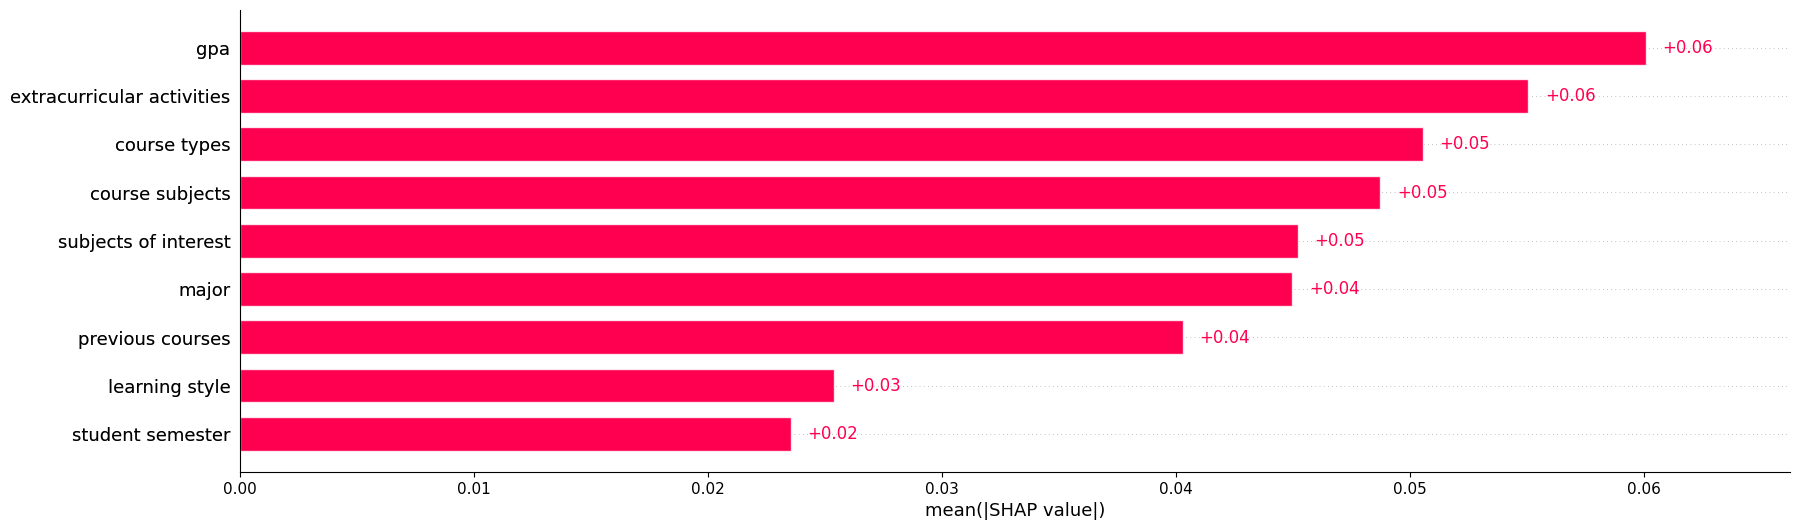 gpa +0.06
extracurricular activities +0.06
course types +0.05
course subjects +0.05
subjects of interest +0.05
major +0.04
previous courses +0.04
learning style +0.03
student semester +0.02
0.00 0.01 0.02 0.03 0.04 0.05 0.06
mean(|SHAP value|)